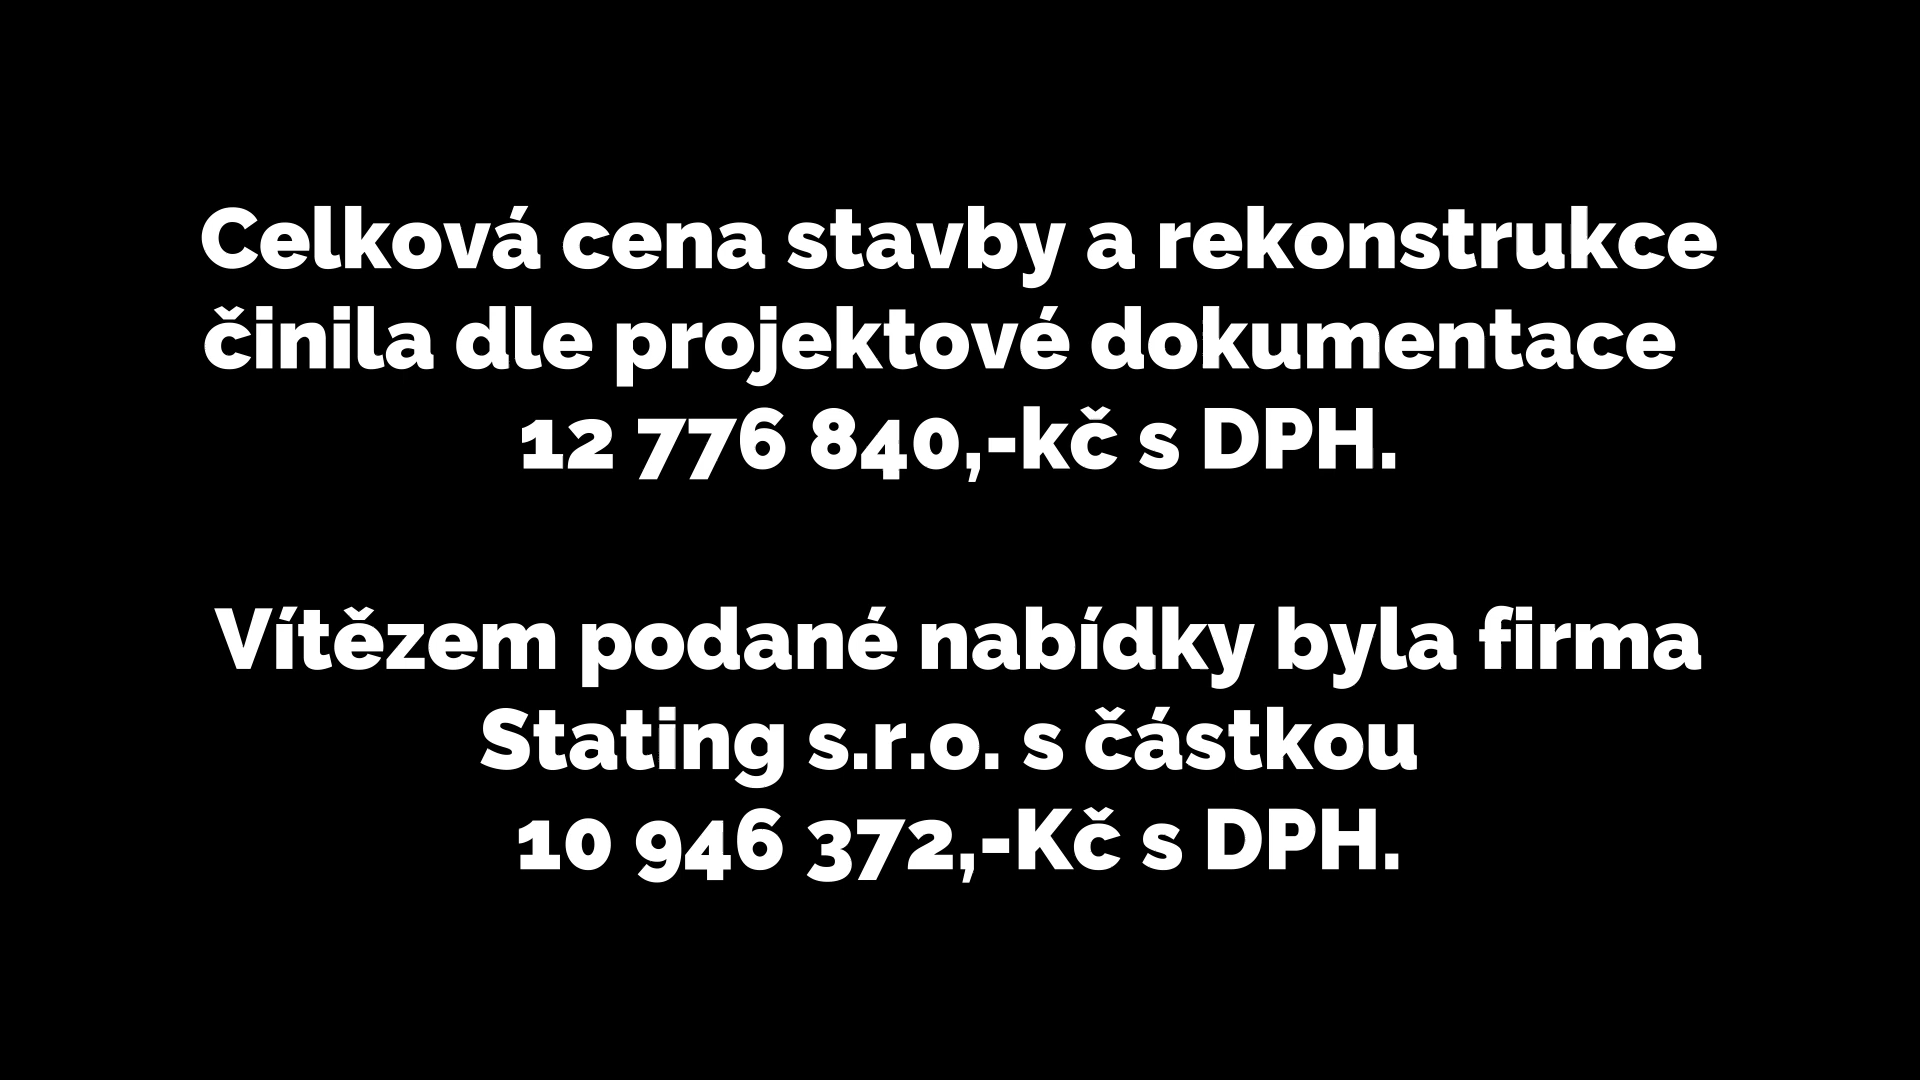 Celková cena stavby a rekonstrukce
činila dle projektové dokumentace
12 776 840,-kč s DPH.
Vítězem podané nabídky byla firma
Stating s.r.o. s částkou
10 946 372,-Kč s DPH.